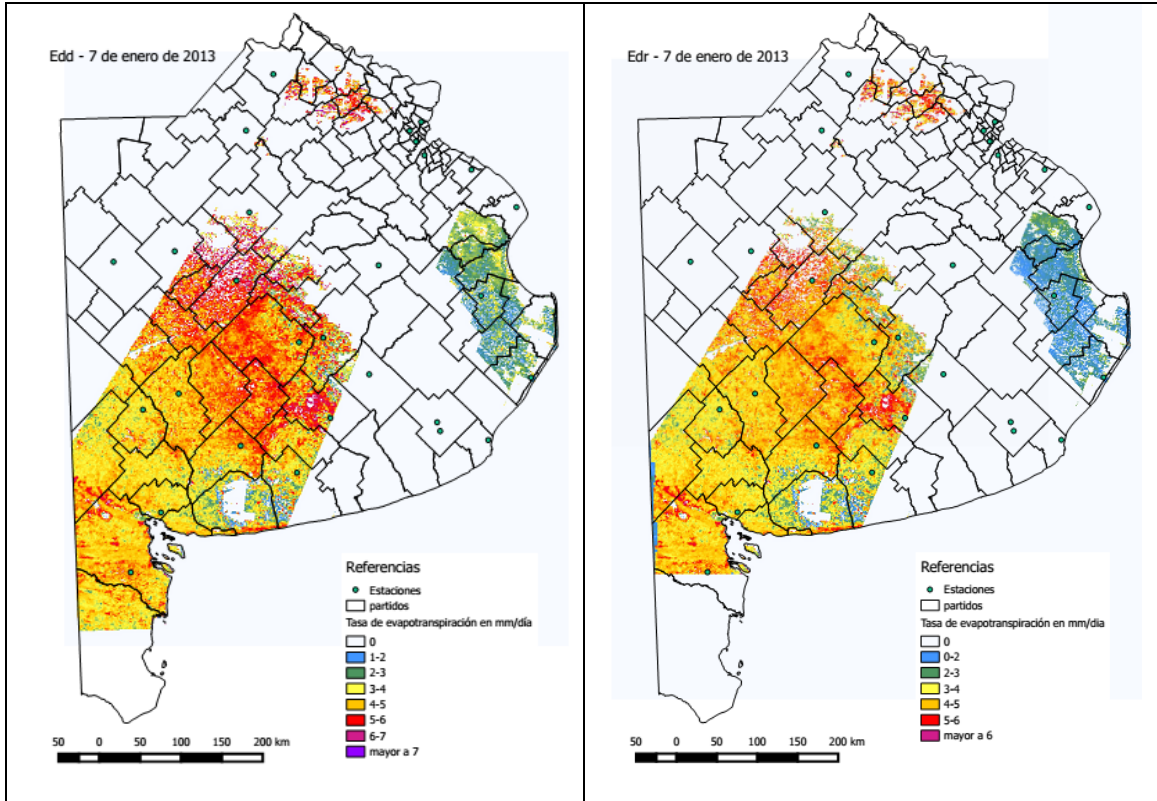 Edd - 7 de enero de 2013
Referencias
Estaciones
partidos
Tasa de evapotranspiración en mm/día
0
1-2
2-3
3-4
4-5
5-6
6-7
mayor a 7
50 0 50 100 150 200 km
Edr - 7 de enero de 2013
Referencias
Estaciones
partidos
Tasa de evapotranspiración en mm/dia
0
0-2
2-3
3-4
4-5
5-6
mayor a 6
50 0 50 100 150 200 km